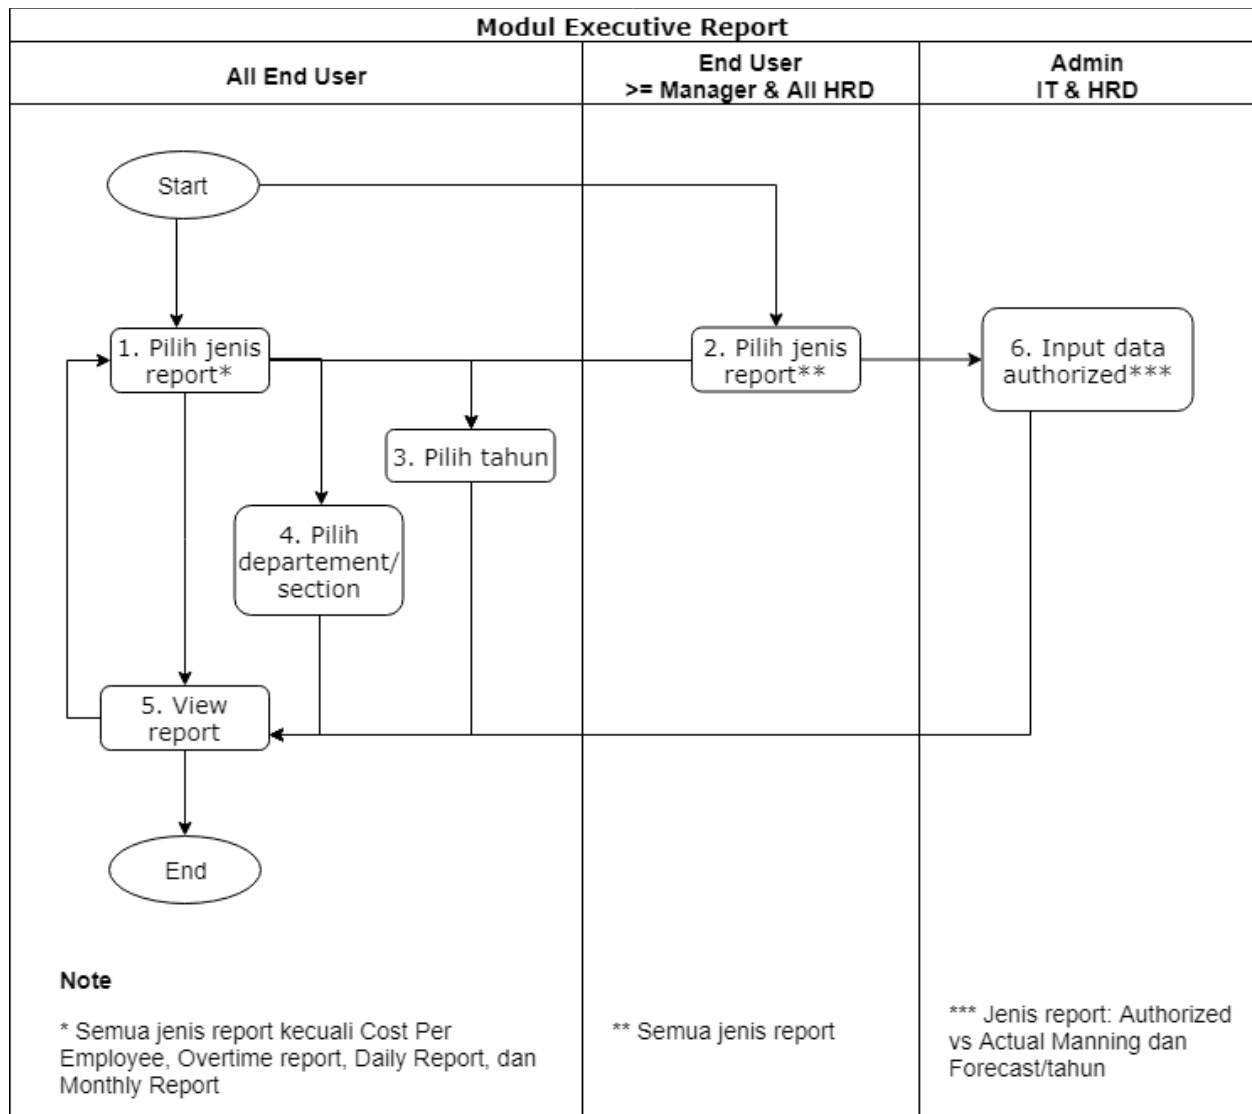 Modul Executive Report
All End User
End User
>= Manager & All HRD
Admin
IT & HRD
Start
1. Pilih jenis
report*
2. Pilih jenis
report**
6. Input data
authorized***
3. Pilih tahun
4. Pilih
departement/
section
5. View
report
End
Note
* Semua jenis report kecuali Cost Per
Employee, Overtime report, Daily Report, dan
Monthly Report
** Semua jenis report
*** Jenis report: Authorized
vs Actual Manning dan
Forecast/tahun